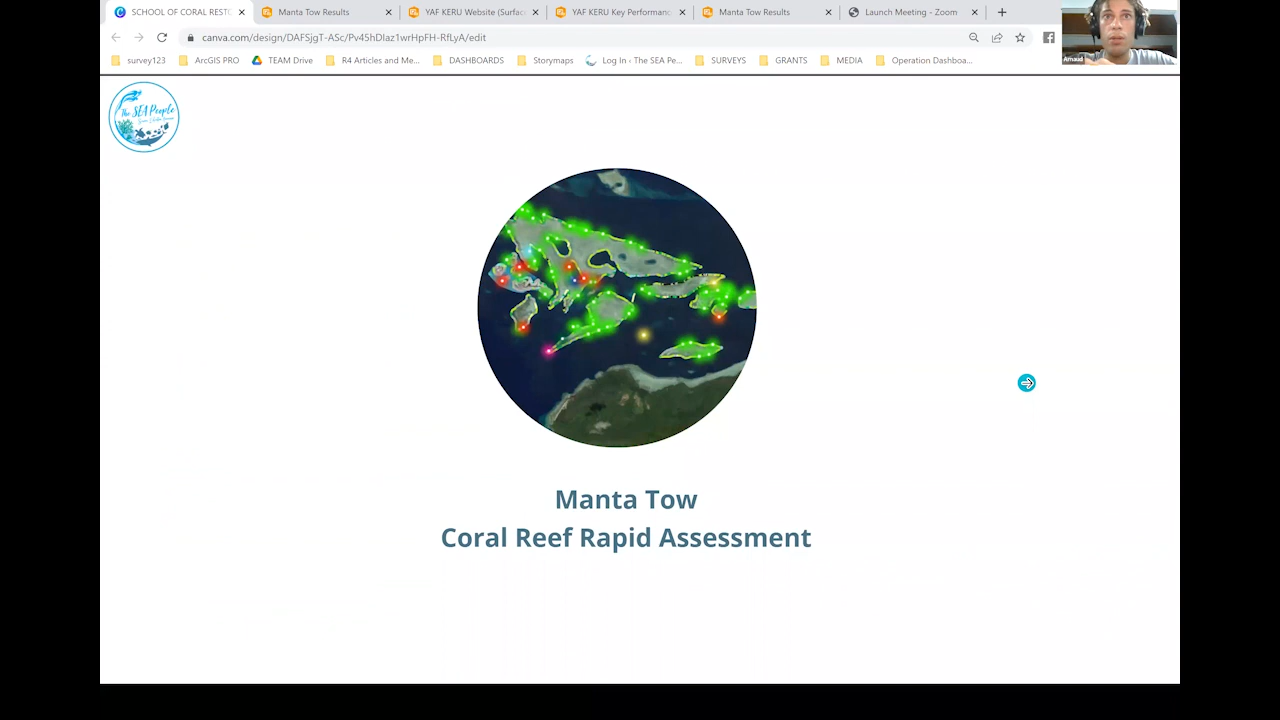 SCHOOL OF CORAL REST
Manta Tow Results
YAF KERU Website (Surfac
YAF KERU Key Performanc
Manta Tow Results
Launch Meeting - Zoom
canva.com/design/DAFSjgT-ASc/Pv45hDIaz1wrHpFH-RfLyA/edit
survey123
ArcGIS PRO
TEAM Drive
R4 Articles and Me...
DASHBOARDS
Storymaps
Log In ‹ The SEA Pe...
SURVEYS
GRANTS
MEDIA
Operation Dashboa...
Arnaud
The SEA People
Manta Tow
Coral Reef Rapid Assessment